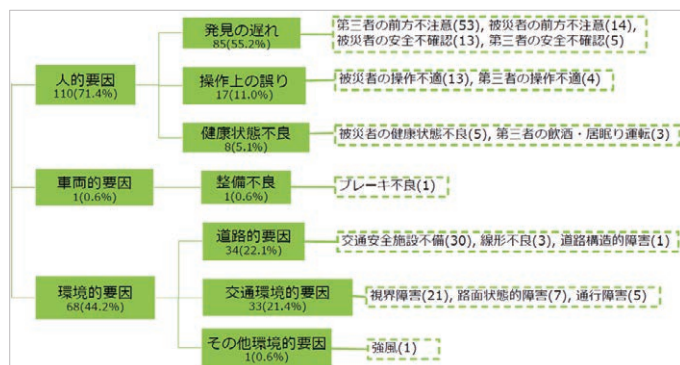 発見の遅れ
85(55.2%)
第三者の前方不注意(53), 被災者の前方不注意(14),
被災者の安全不確認(13), 第三者の安全不確認(5)
人的要因
110(71.4%)
操作上の誤り
17(11.0%)
被災者の操作不適(13), 第三者の操作不適(4)
健康状態不良
8(5.1%)
被災者の健康状態不良(5), 第三者の飲酒・居眠り運転(3)
車両的要因
1(0.6%)
整備不良
1(0.6%)
ブレーキ不良(1)
道路的要因
34(22.1%)
交通安全施設不備(30), 線形不良(3), 道路構造的障害(1)
環境的要因
68(44.2%)
交通環境的要因
33(21.4%)
視界障害(21), 路面状態的障害(7), 通行障害(5)
その他環境的要因
1(0.6%)
強風(1)